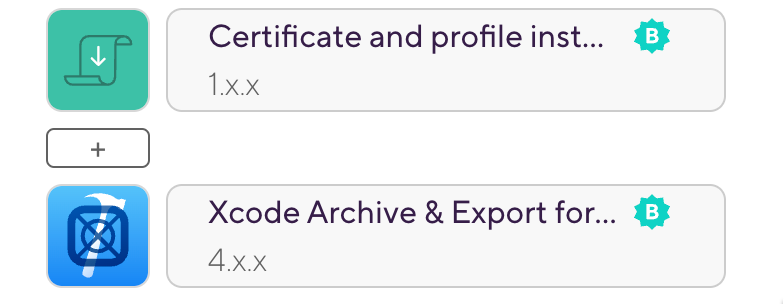 Certificate and profile inst...
B
1.x.x
+
Xcode Archive & Export for...
B
4.x.x